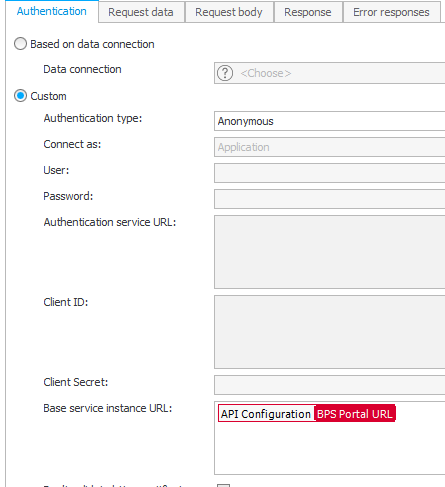 Authentication Request data Request body Response Error responses
Based on data connection
Data connection ? <Choose>
Custom
Authentication type: Anonymous
Connect as: Application
User:
Password:
Authentication service URL:
Client ID:
Client Secret:
Base service instance URL: API Configuration BPS Portal URL